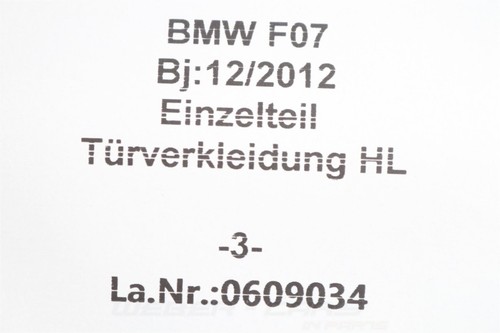 BMW F07
Bj:12/2012
Einzelteil
Türverkleidung HL
-3-
La.Nr.:0609034